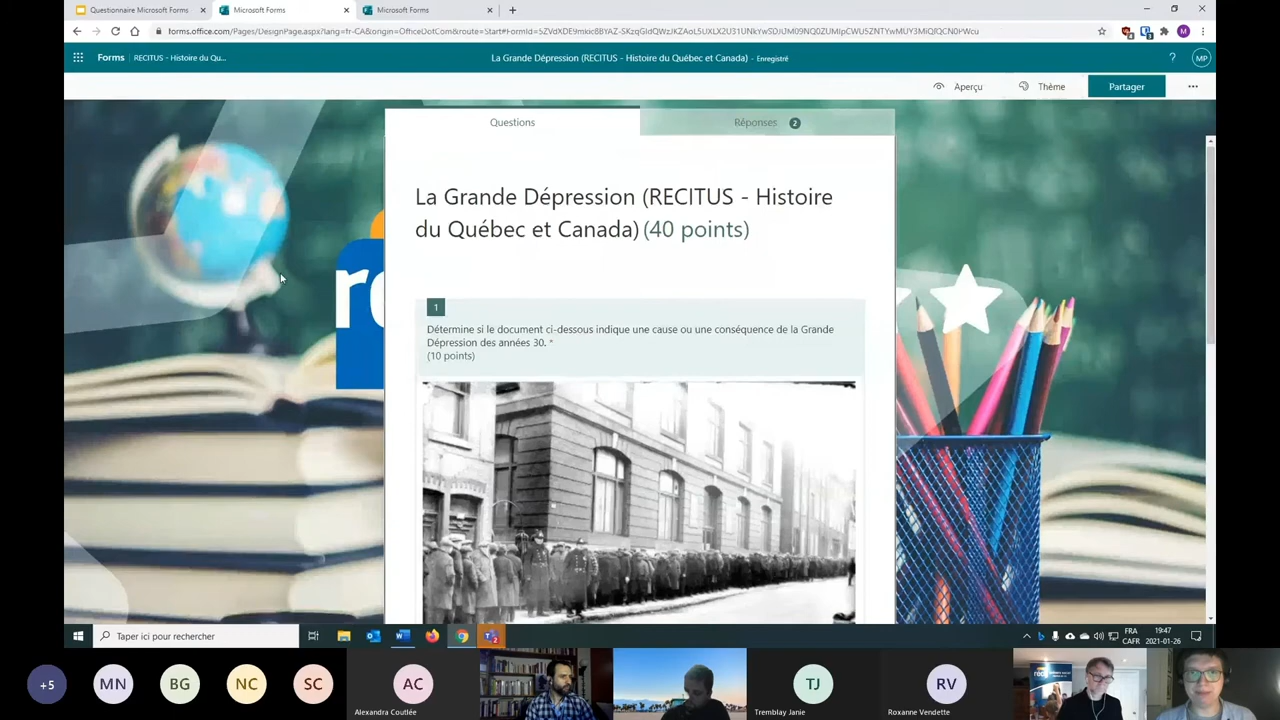 Questionnaire Microsoft Forms
Microsoft Forms
Microsoft Forms
Forms
RECITUS - Histoire du Qu...
La Grande Dépression (RECITUS - Histoire du Québec et Canada) - Enregistré
?
MP
Aperçu
Thème
Partager
Questions
Réponses 2
La Grande Dépression (RECITUS - Histoire
du Québec et Canada) (40 points)
1
Détermine si le document ci-dessous indique une cause ou une conséquence de la Grande
Dépression des années 30. *
(10 points)
Taper ici pour rechercher
FRA
CAFR
19:47
2021-01-26
+5
MN
BG
NC
SC
AC
Alexandra Coutlée
TJ
Tremblay Janie
RV
Roxanne Vendette